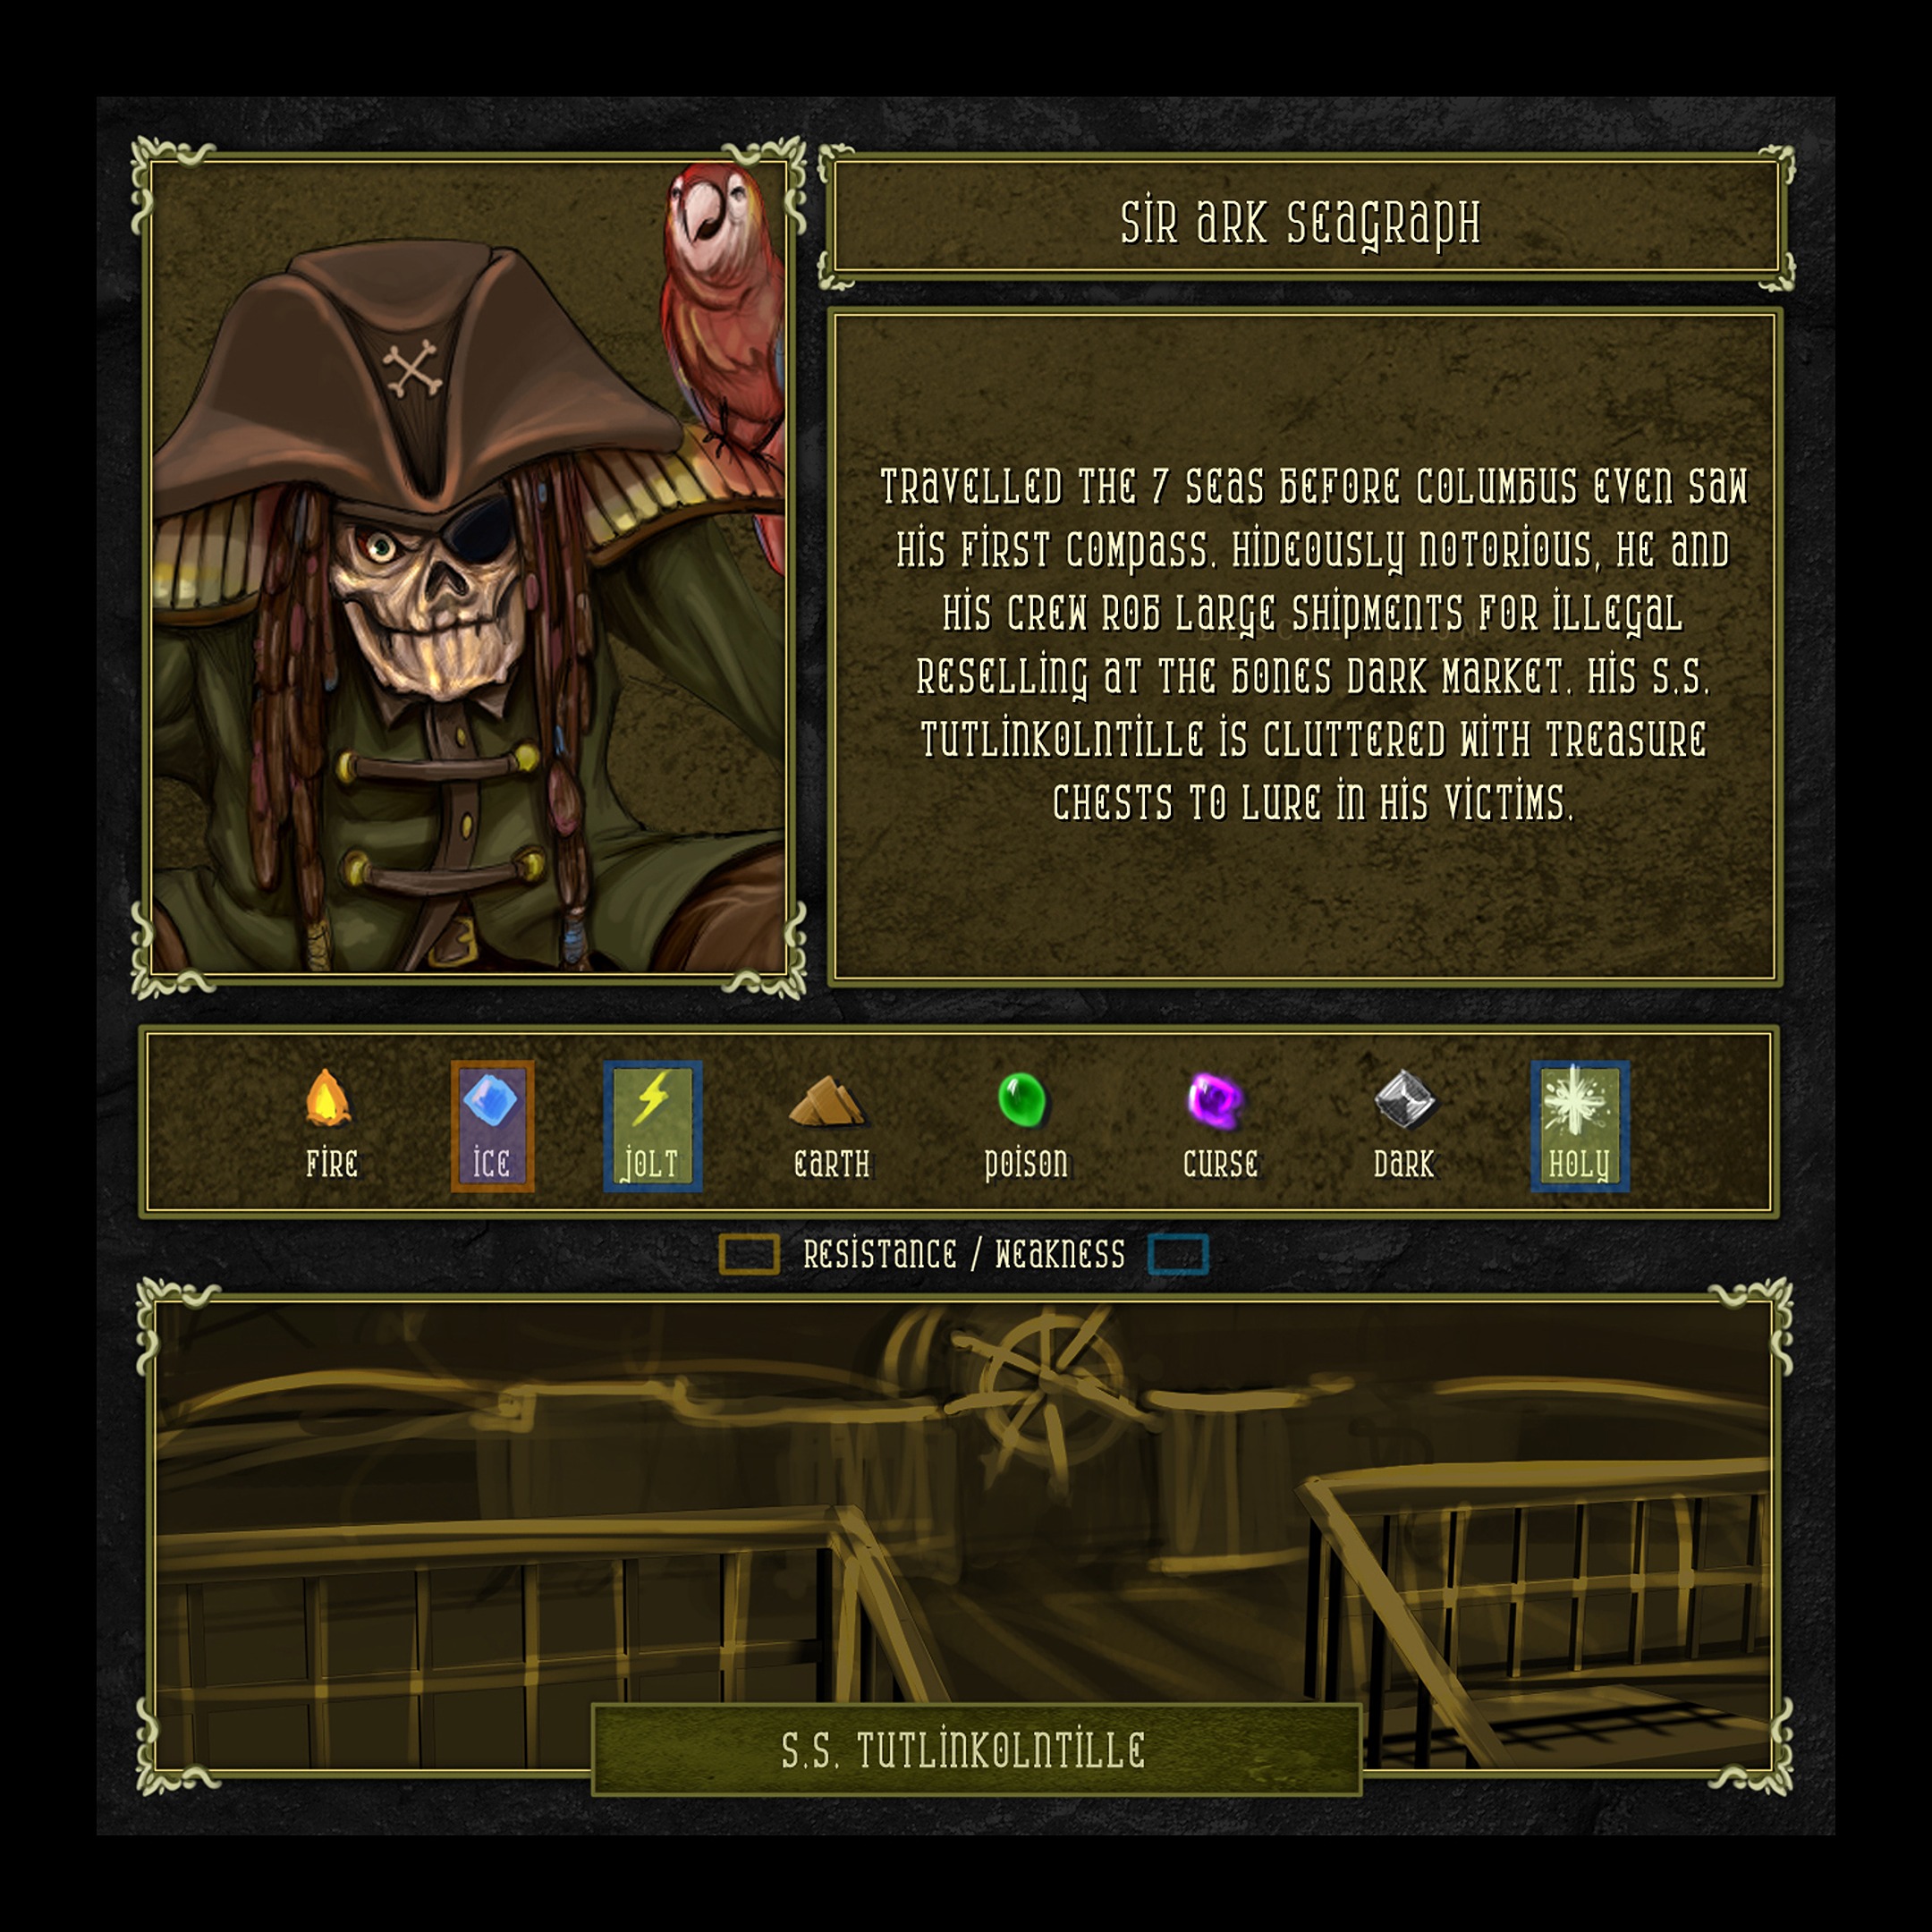 SIR ARK SEAGRAPH
TRAVELLED THE 7 SEAS BEFORE COLUMBUS EVEN SAW
HIS FIRST COMPASS. HIDEOUSLY NOTORIOUS, HE AND
HIS CREW ROB LARGE SHIPMENTS FOR ILLEGAL
RESELLING AT THE BONES DARK MARKET. HIS S.S.
TUTLINKOLNTILLE IS CLUTTERED WITH TREASURE
CHESTS TO LURE IN HIS VICTIMS.
FIRE ICE JOLT EARTH POISON CURSE DARK HOLY
RESISTANCE / WEAKNESS
S.S. TUTLINKOLNTILLE